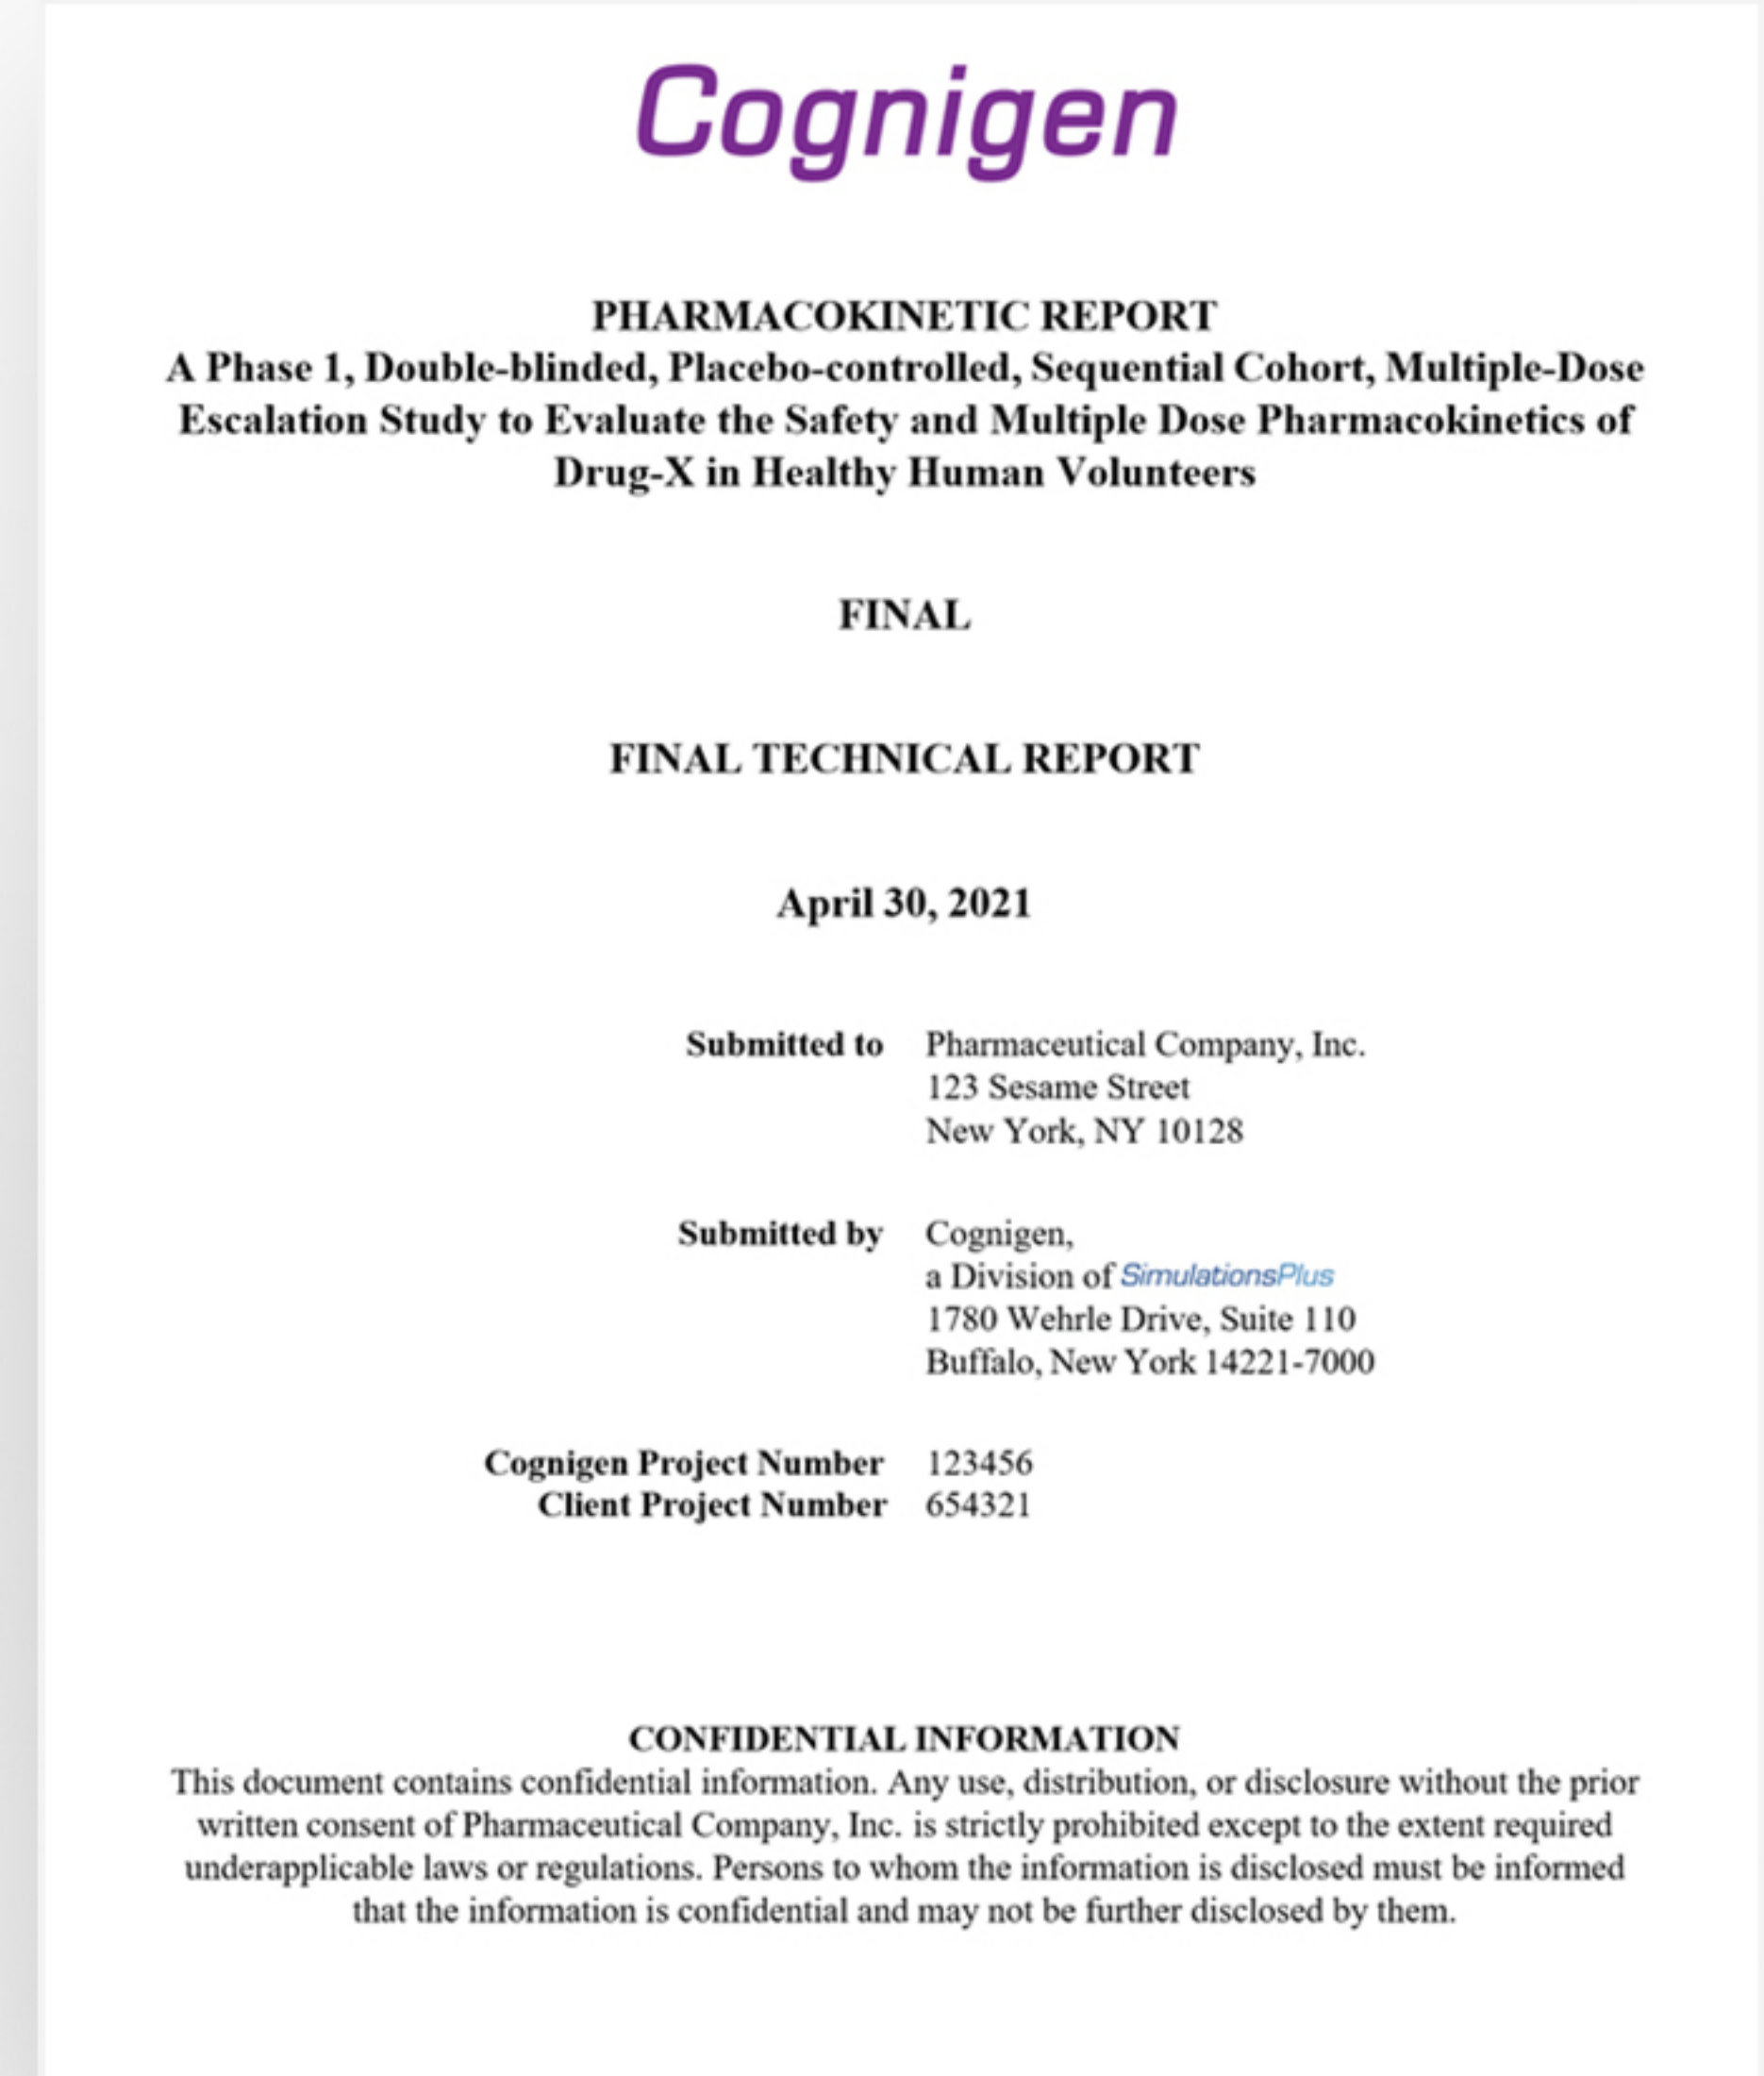 Cognigen
PHARMACOKINETIC REPORT
A Phase 1, Double-blinded, Placebo-controlled, Sequential Cohort, Multiple-Dose
Escalation Study to Evaluate the Safety and Multiple Dose Pharmacokinetics of
Drug-X in Healthy Human Volunteers
FINAL
FINAL TECHNICAL REPORT
April 30, 2021
Submitted to Pharmaceutical Company, Inc.
123 Sesame Street
New York, NY 10128
Submitted by Cognigen,
a Division of SimulationsPlus
1780 Wehrle Drive, Suite 110
Buffalo, New York 14221-7000
Cognigen Project Number 123456
Client Project Number 654321
CONFIDENTIAL INFORMATION
This document contains confidential information. Any use, distribution, or disclosure without the prior
written consent of Pharmaceutical Company, Inc. is strictly prohibited except to the extent required
underapplicable laws or regulations. Persons to whom the information is disclosed must be informed
that the information is confidential and may not be further disclosed by them.